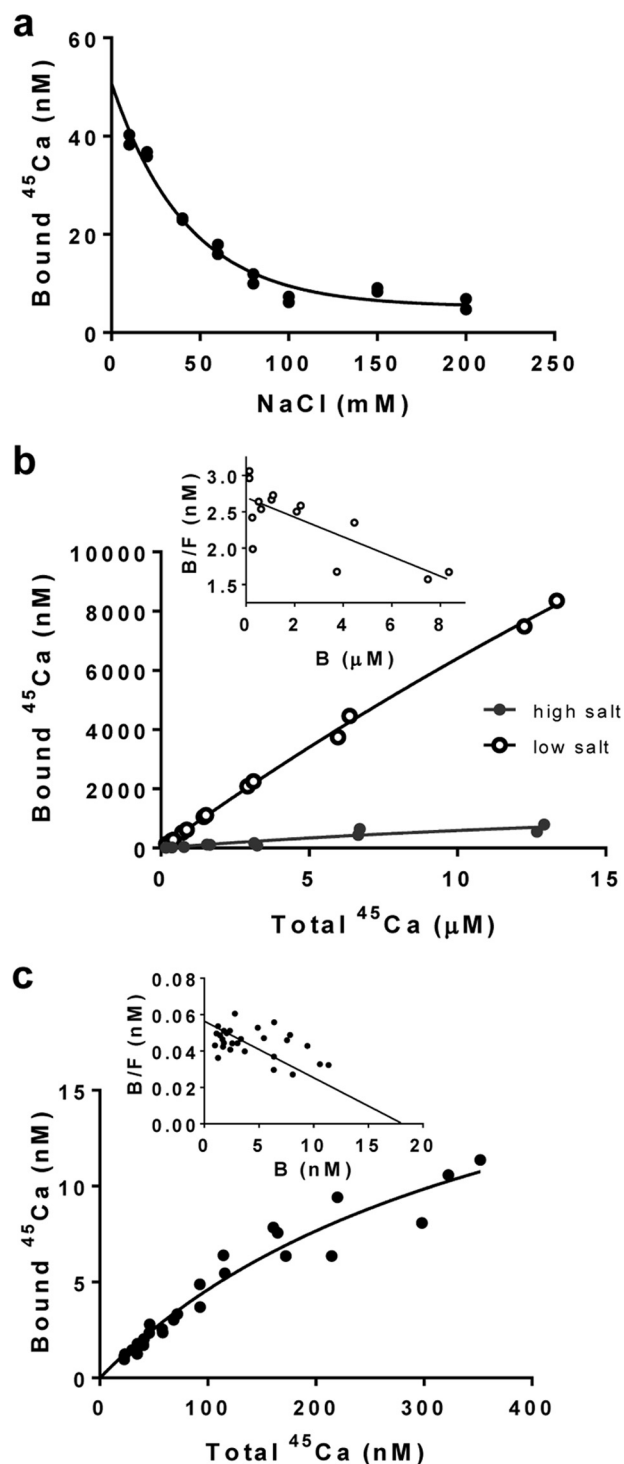 a
Bound ⁴⁵Ca (nM)
60
40
20
0
0 50 100 150 200 250
NaCl (mM)
b
B/F (nM)
3.0
2.5
2.0
1.5
0 2 4 6 8
B (μM)
Bound ⁴⁵Ca (nM)
10000
8000
6000
4000
2000
0
high salt
low salt
0 5 10 15
Total ⁴⁵Ca (μM)
c
B/F (nM)
0.08
0.06
0.04
0.02
0.00
0 5 10 15 20
B (nM)
Bound ⁴⁵Ca (nM)
15
10
5
0
0 100 200 300 400
Total ⁴⁵Ca (nM)